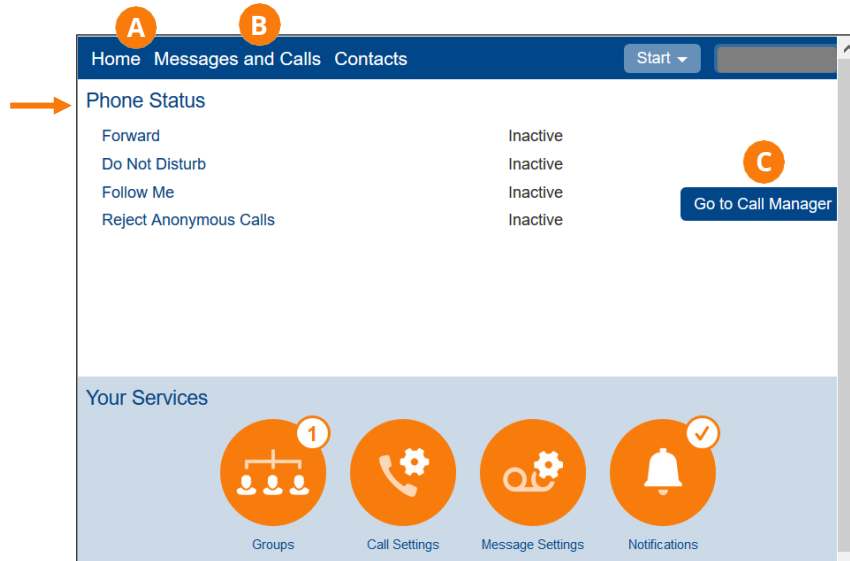 A B
Home Messages and Calls Contacts Start
Phone Status
Forward Inactive
Do Not Disturb Inactive
C
Follow Me Inactive
Go to Call Manager
Reject Anonymous Calls Inactive
Your Services
1
Groups Call Settings Message Settings Notifications